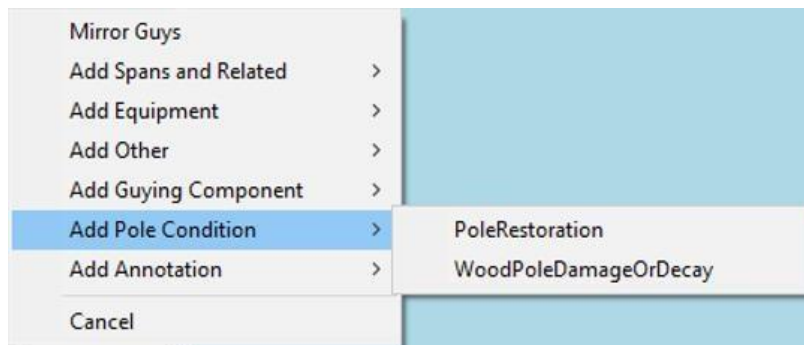 Mirror Guys
Add Spans and Related
Add Equipment
Add Other
Add Guying Component
Add Pole Condition
PoleRestoration
Add Annotation
WoodPoleDamageOrDecay
Cancel